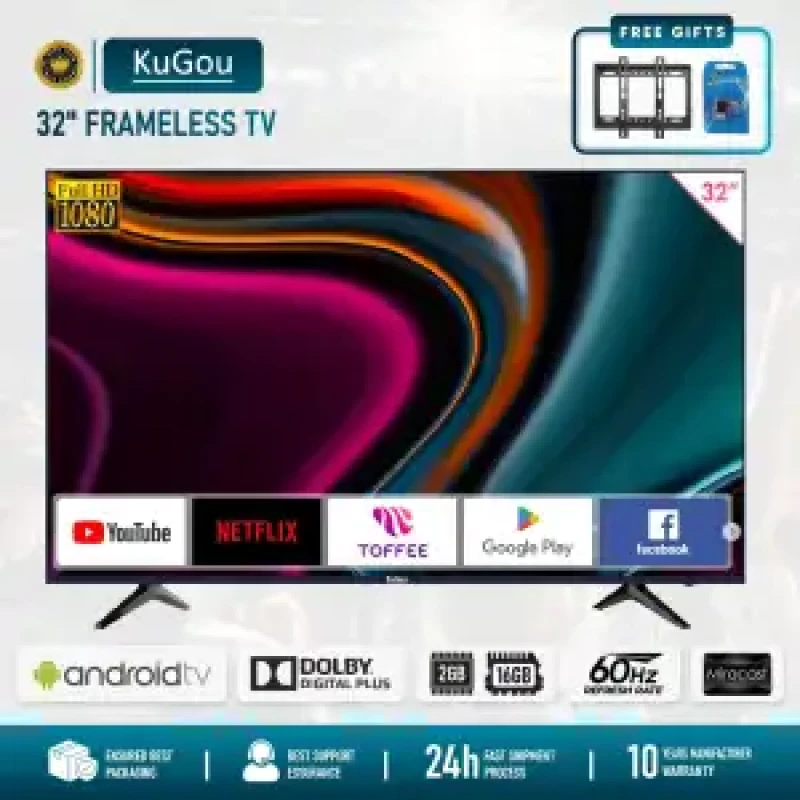 KuGou
32" FRAMELESS TV
FREE GIFTS
Full HD
1080
32"
YouTube
NETFLIX
TOFFEE
Google Play
facebook
androidtv
DOLBY
DIGITAL PLUS
2GB
16GB
60Hz
REFRESH RATE
Miracast
ENSURED BEST
PACKAGING
BEST SUPPORT
24h
FAST SHIPMENT
PROCESS
10
YEARS MANUFACTURER
WARRANTY